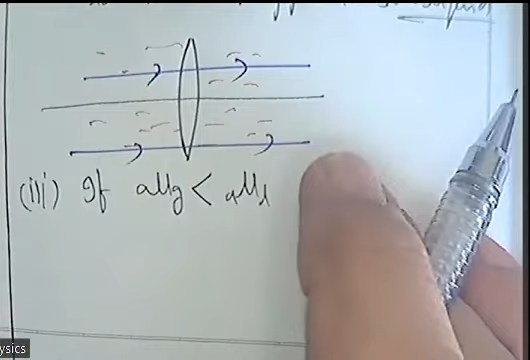 (iii) If aμg < aμl
ysics